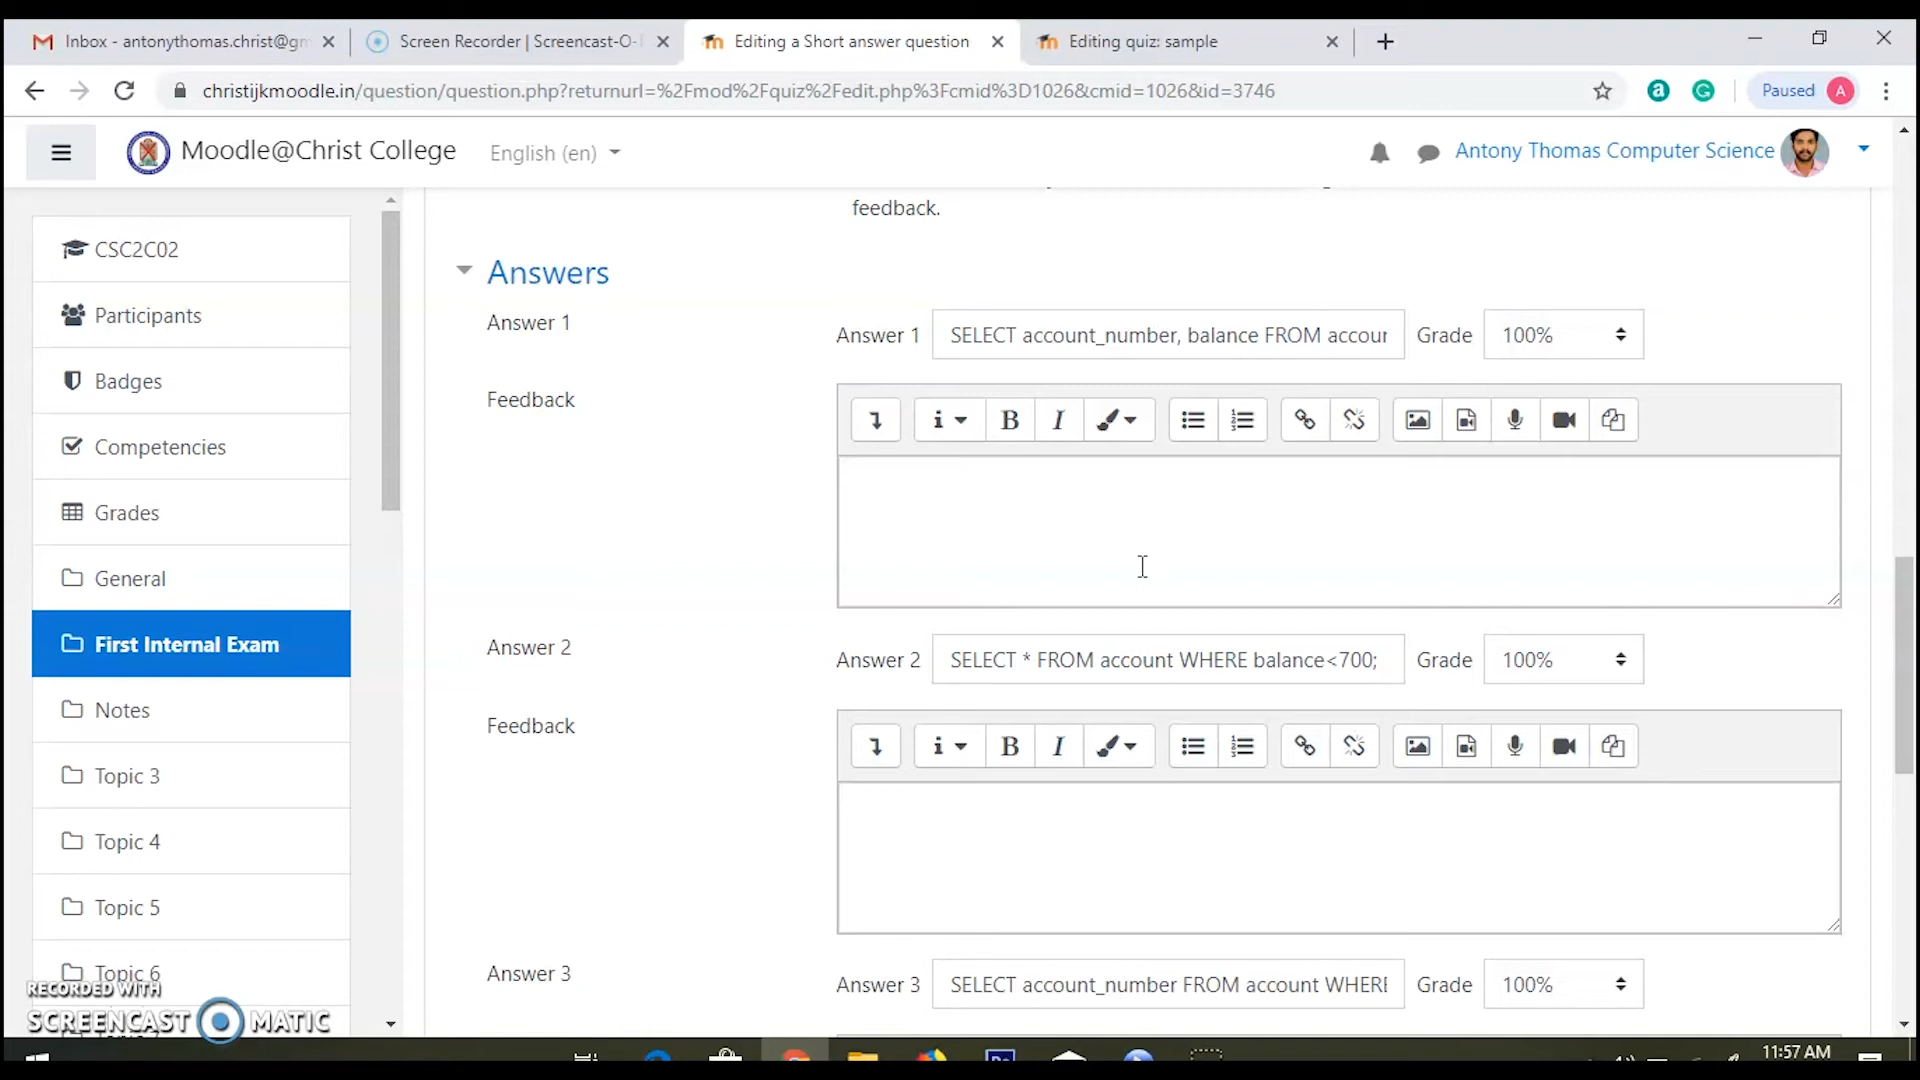 Inbox - antonythomas.christ@gm
Screen Recorder | Screencast-O-
Editing a Short answer question
Editing quiz: sample
christijkmoodle.in/question/question.php?returnurl=%2Fmod%2Fquiz%2Fedit.php%3Fcmid%3D1026&cmid=1026&id=3746
Paused A
Moodle@Christ College
English (en)
Antony Thomas Computer Science
feedback.
CSC2C02
Participants
Badges
Competencies
Grades
General
First Internal Exam
Notes
Topic 3
Topic 4
Topic 5
Topic 6
Answers
Answer 1
Answer 1 SELECT account_number, balance FROM accour Grade 100%
Feedback
i B I
Answer 2
Answer 2 SELECT * FROM account WHERE balance<700; Grade 100%
Feedback
i B I
Answer 3
Answer 3 SELECT account_number FROM account WHERE Grade 100%
RECORDED WITH
SCREENCAST MATIC
11:57 AM